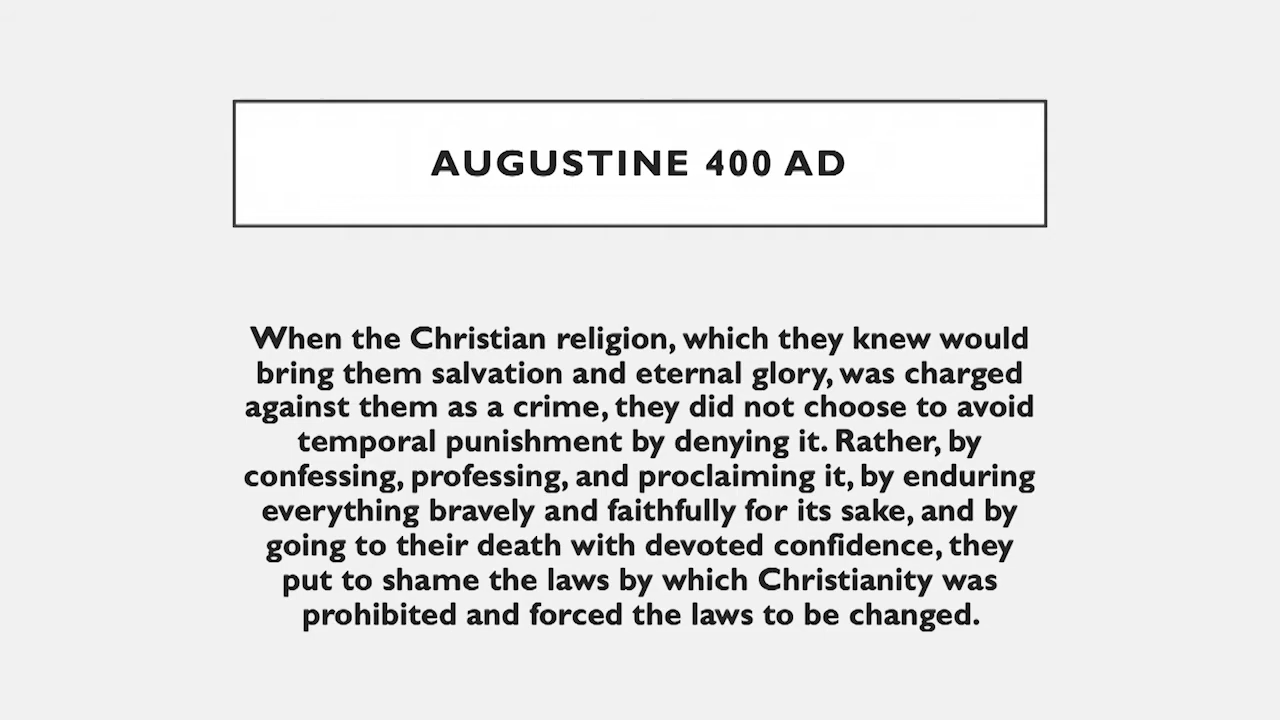 AUGUSTINE 400 AD
When the Christian religion, which they knew would
bring them salvation and eternal glory, was charged
against them as a crime, they did not choose to avoid
temporal punishment by denying it. Rather, by
confessing, professing, and proclaiming it, by enduring
everything bravely and faithfully for its sake, and by
going to their death with devoted confidence, they
put to shame the laws by which Christianity was
prohibited and forced the laws to be changed.